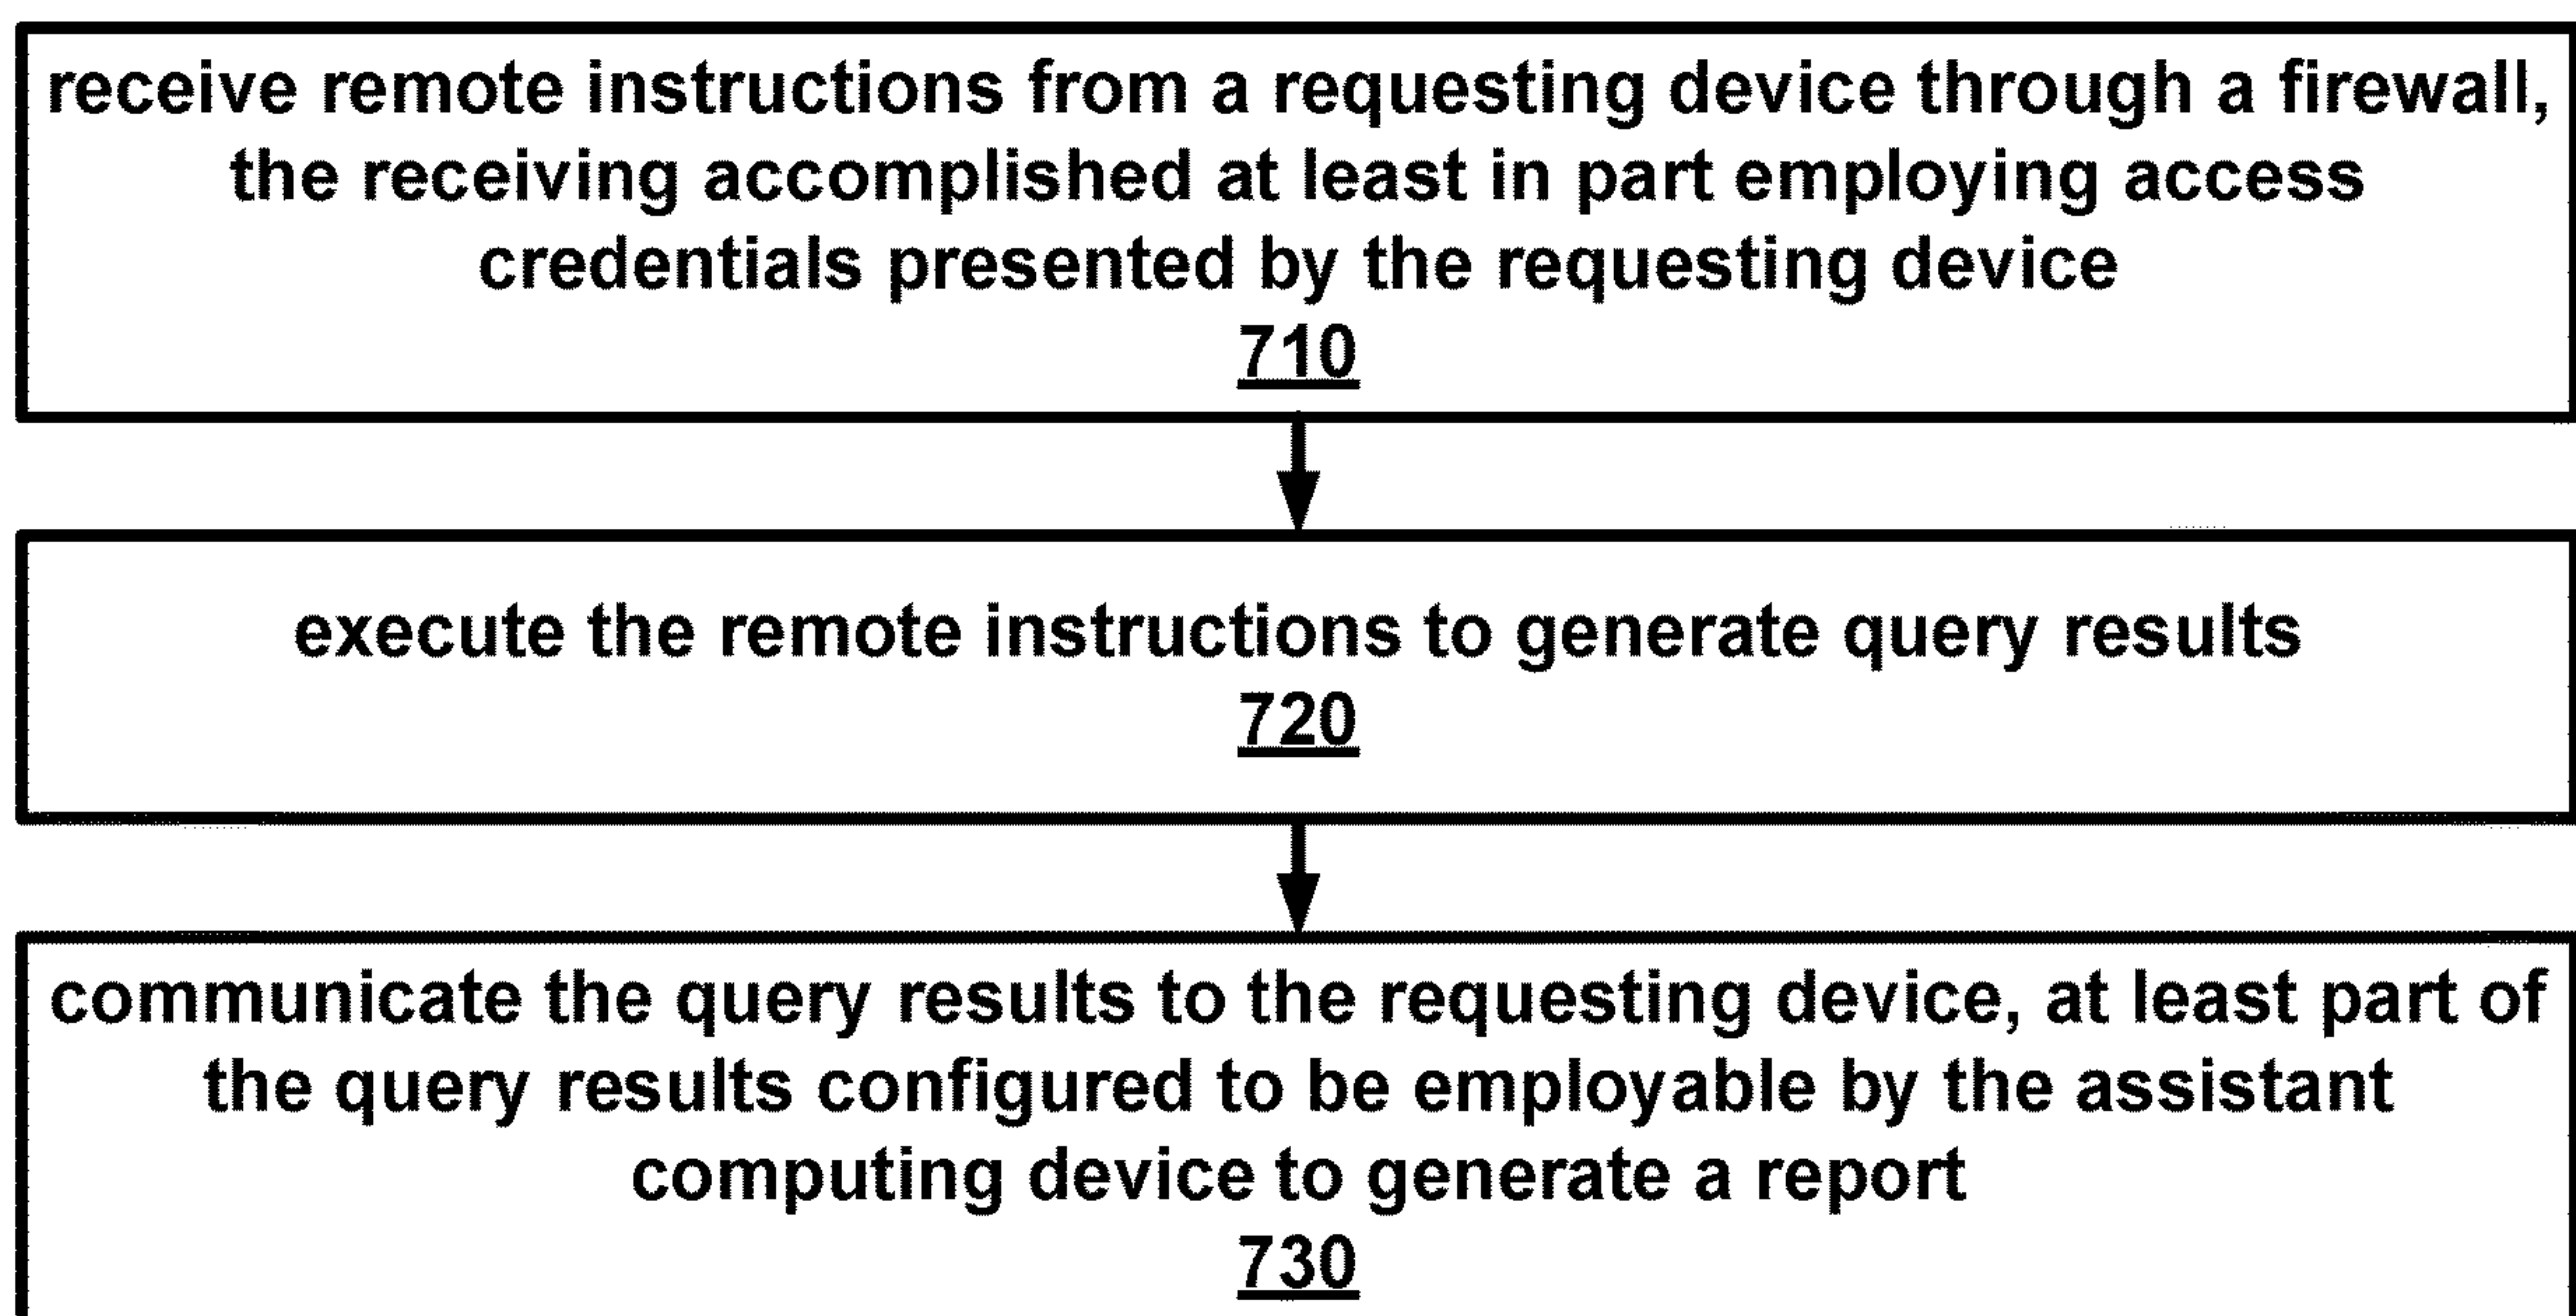 receive remote instructions from a requesting device through a firewall,
the receiving accomplished at least in part employing access
credentials presented by the requesting device
710
execute the remote instructions to generate query results
720
communicate the query results to the requesting device, at least part of
the query results configured to be employable by the assistant
computing device to generate a report
730